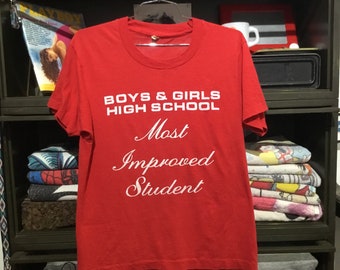 BOYS & GIRLS
HIGH SCHOOL
Most
Improved
Student